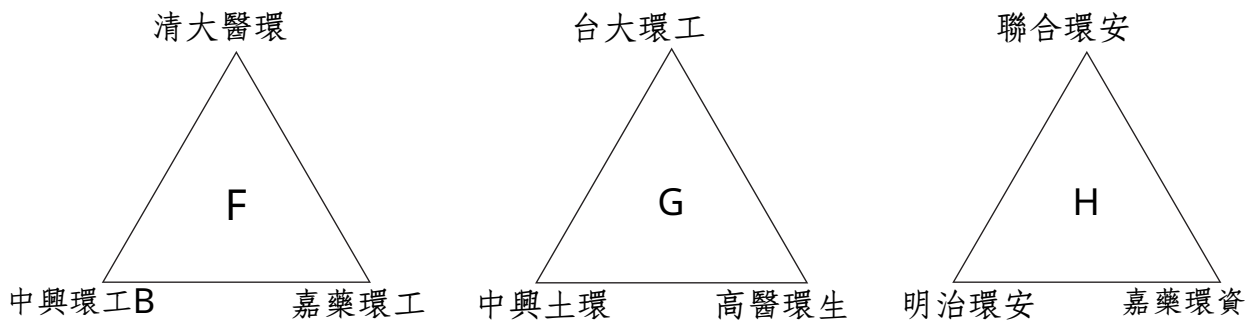 清大醫環
台大環工
聯合環安
F
G
H
中興環工B
嘉藥環工
中興土環
高醫環生
明治環安
嘉藥環資